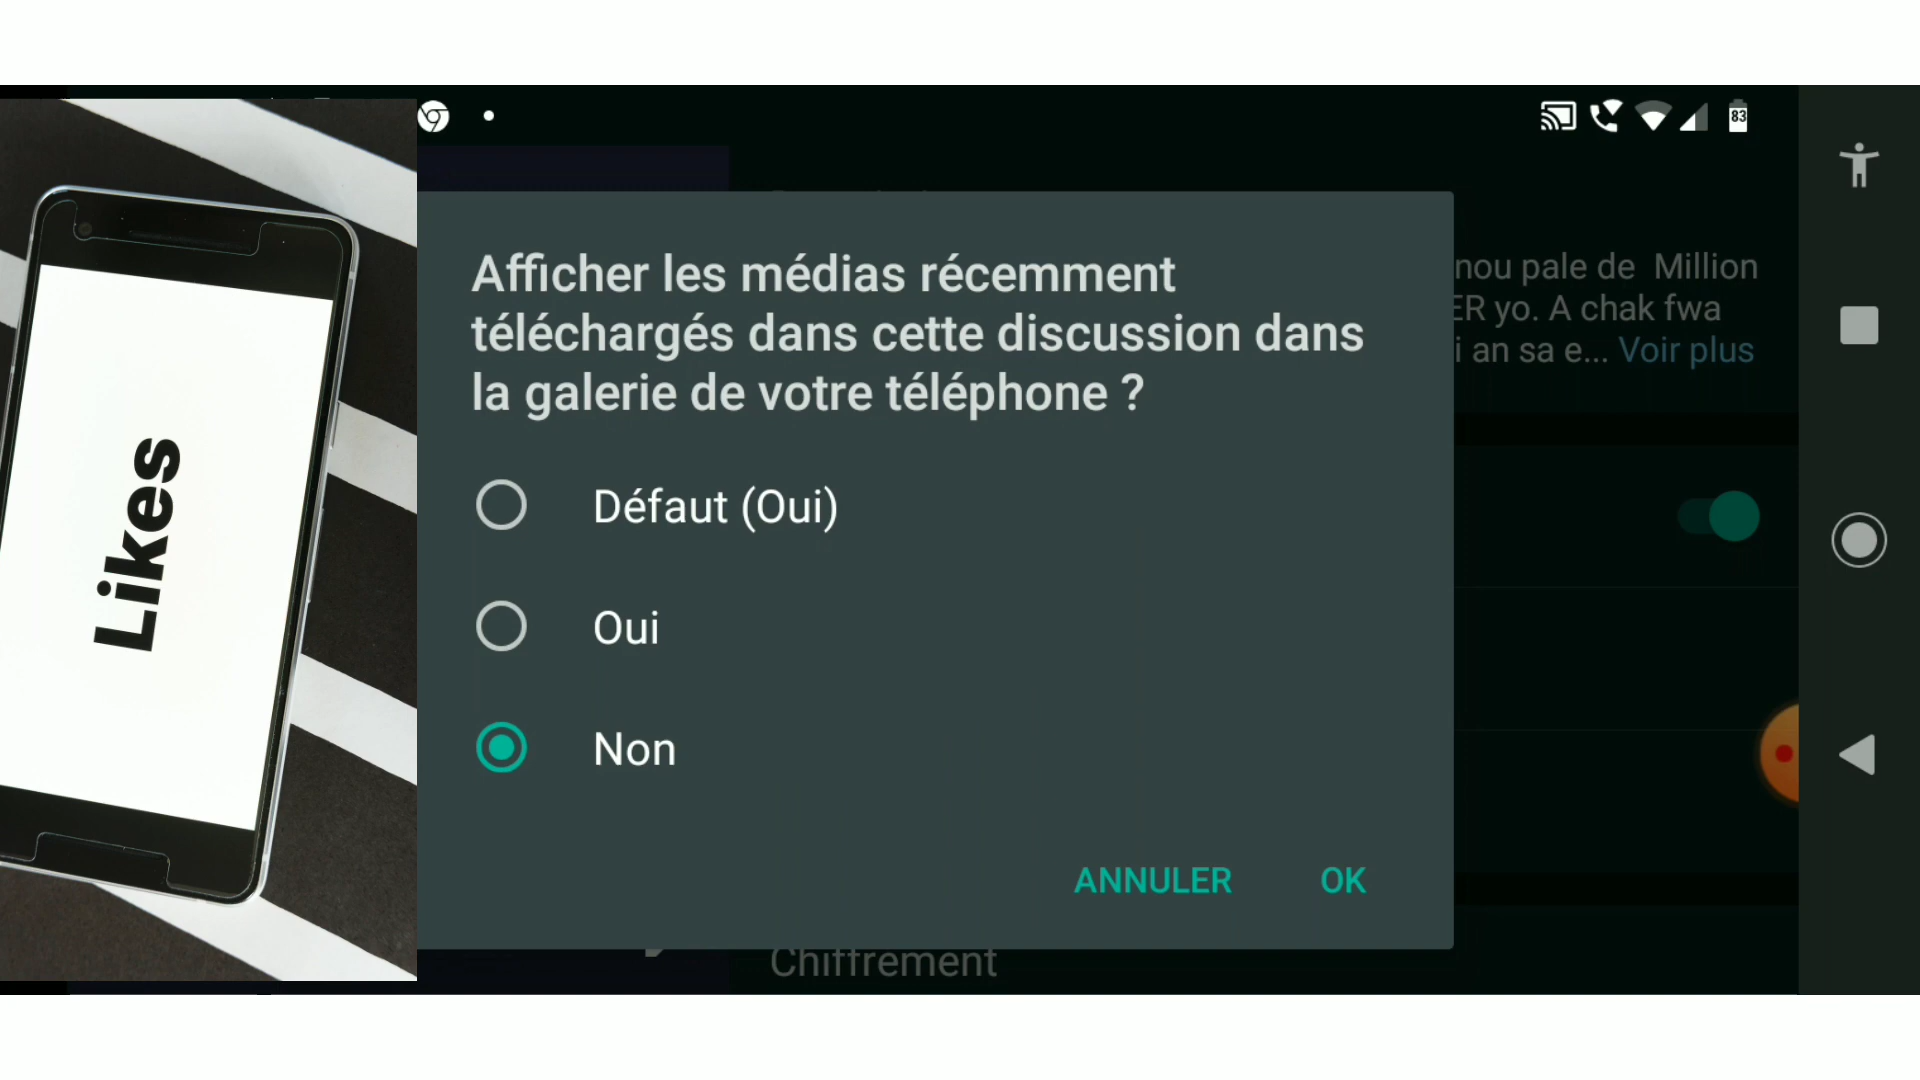 Likes
83
Afficher les médias récemment
téléchargés dans cette discussion dans
la galerie de votre téléphone ?
Défaut (Oui)
Oui
Non
ANNULER OK
nou pale de Million
ER yo. A chak fwa
i an sa e... Voir plus
Chiffrement